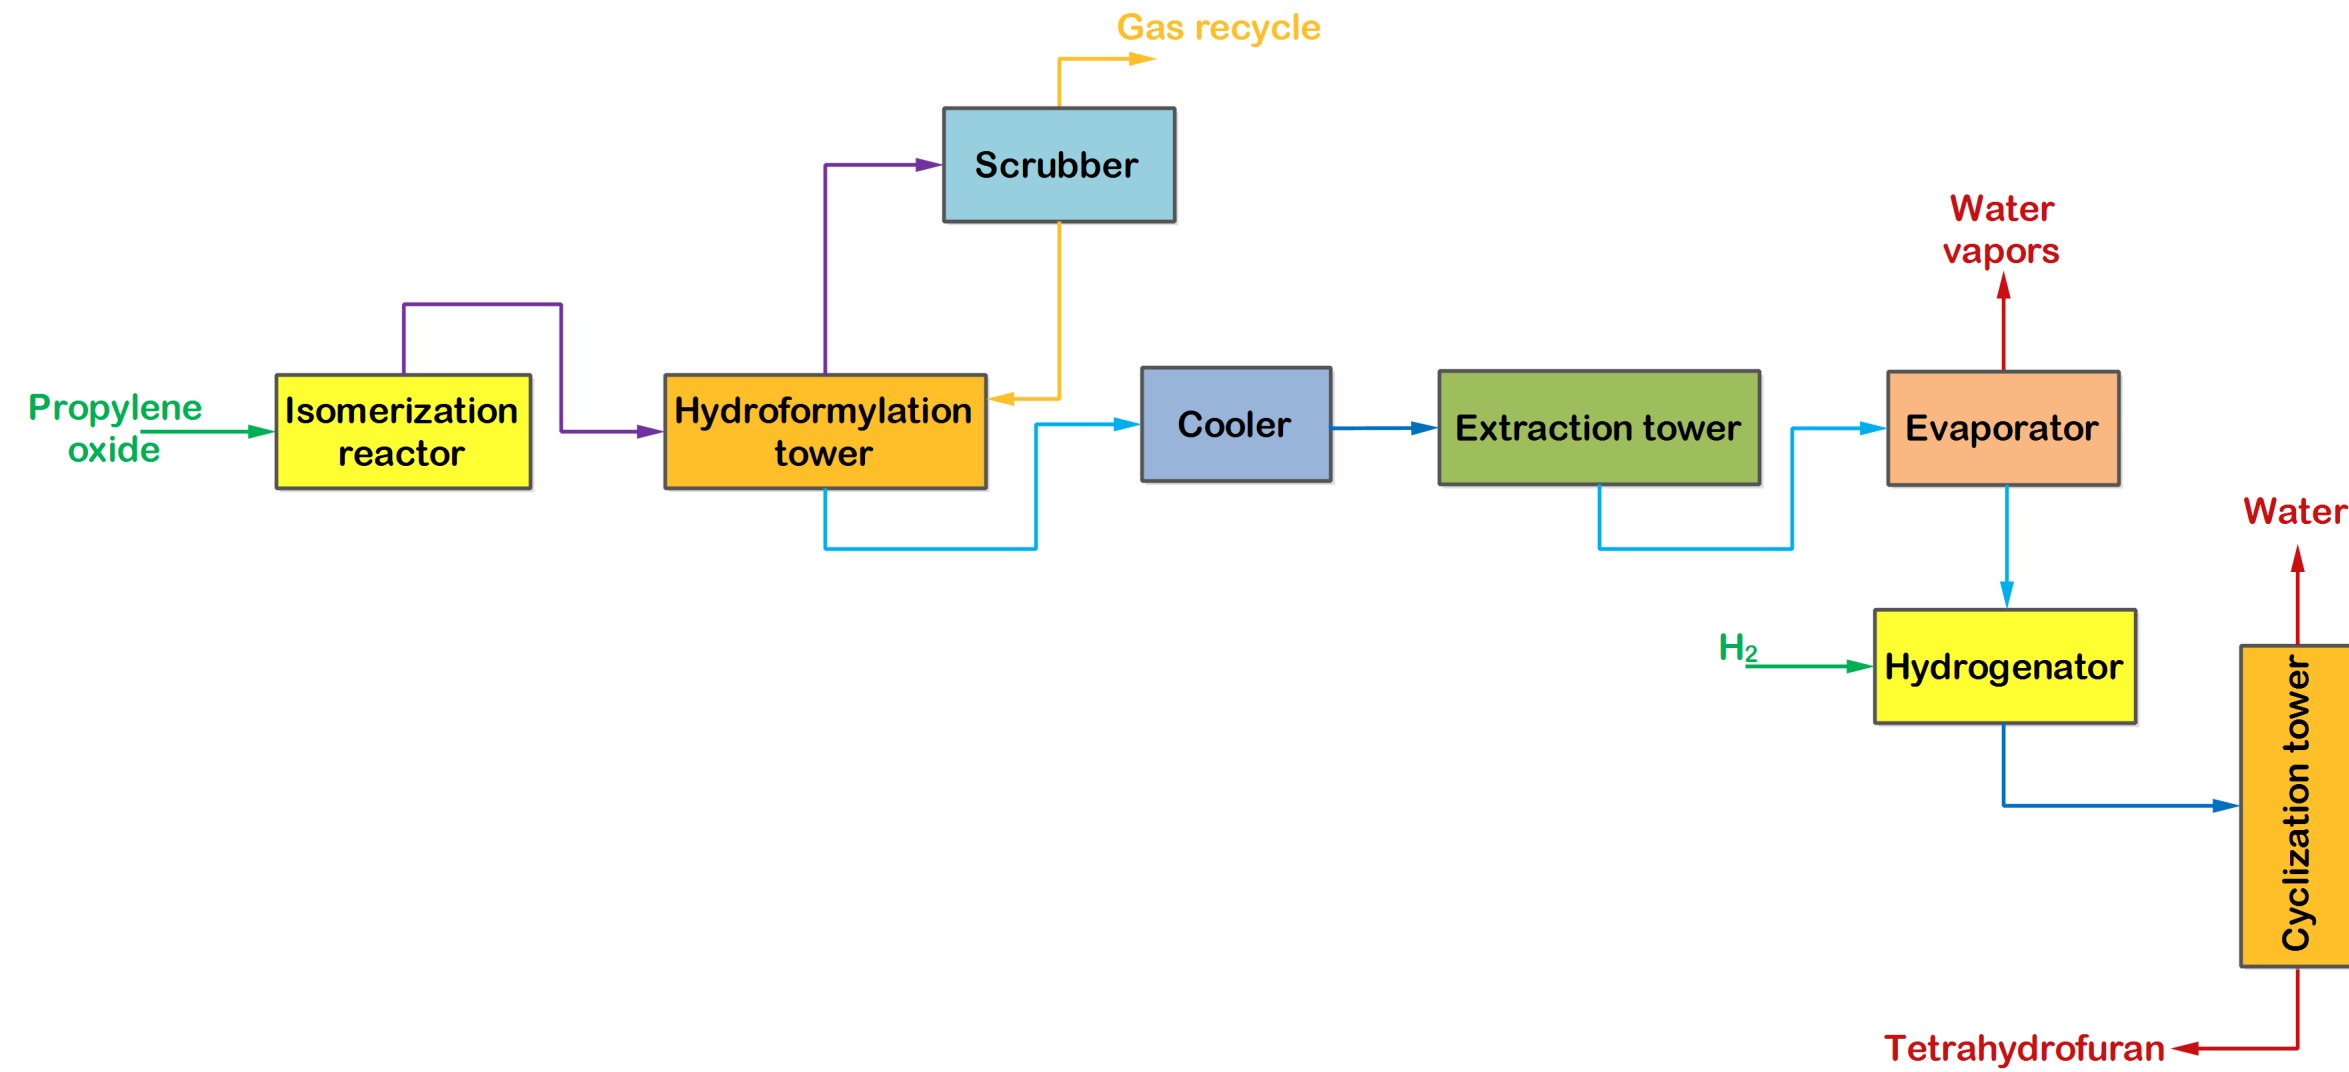 Gas recycle
Scrubber
Water
vapors
Propylene
oxide
Isomerization
reactor
Hydroformylation
tower
Cooler
Extraction tower
Evaporator
Water
H₂
Hydrogenator
Cyclization tower
Tetrahydrofuran